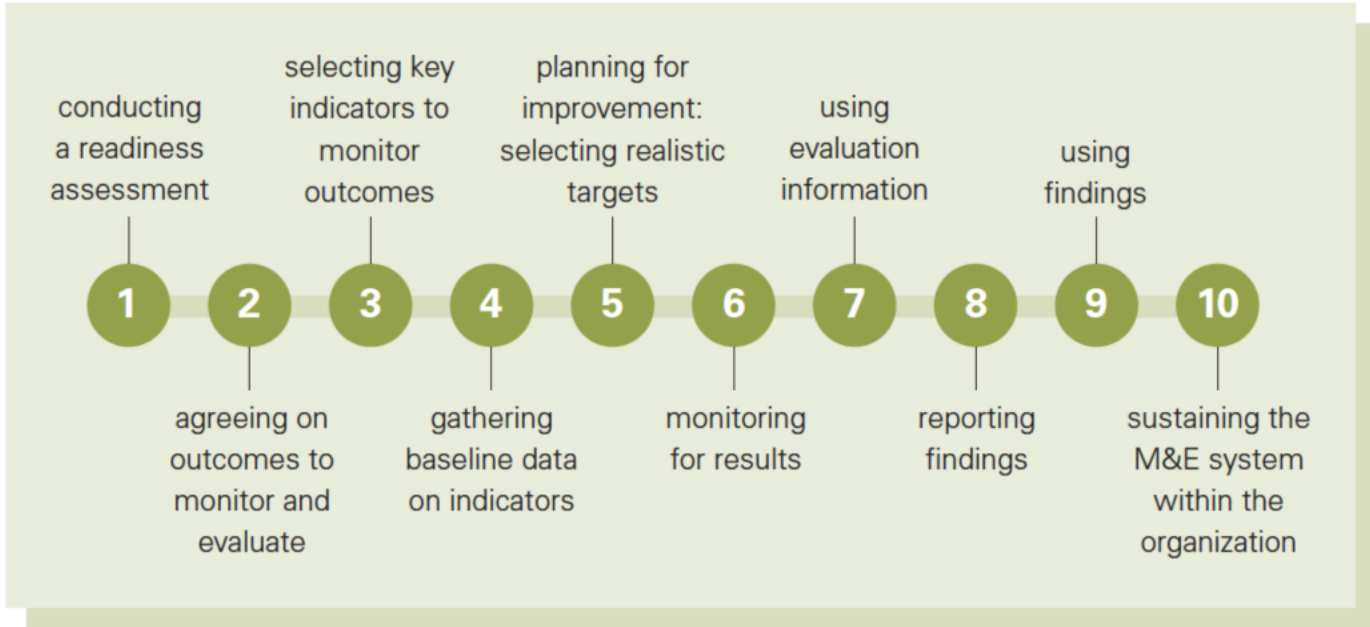 conducting
a readiness
assessment
selecting key
indicators to
monitor
outcomes
planning for
improvement:
selecting realistic
targets
using
evaluation
information
using
findings
1
2
3
4
5
6
7
8
9
10
agreeing on
outcomes to
monitor and
evaluate
gathering
baseline data
on indicators
monitoring
for results
reporting
findings
sustaining the
M&E system
within the
organization